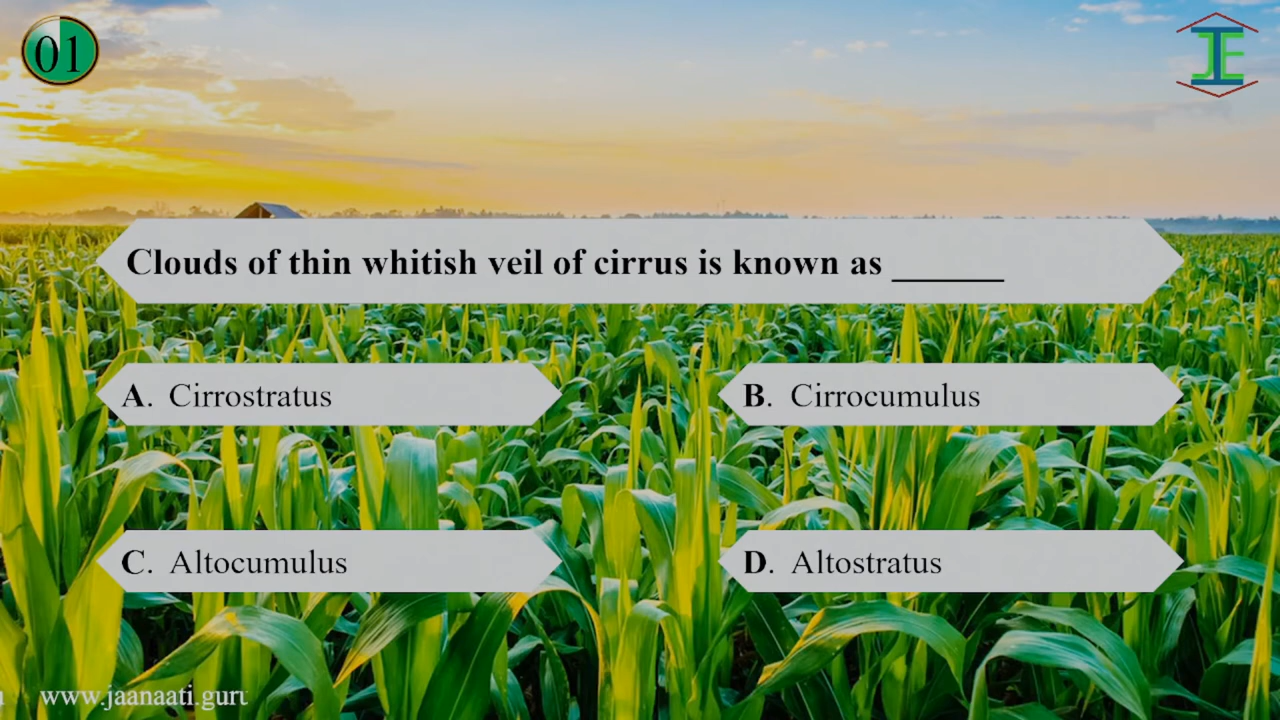 01
Clouds of thin whitish veil of cirrus is known as ______
A. Cirrostratus
B. Cirrocumulus
C. Altocumulus
D. Altostratus
www.jaanaati.guru